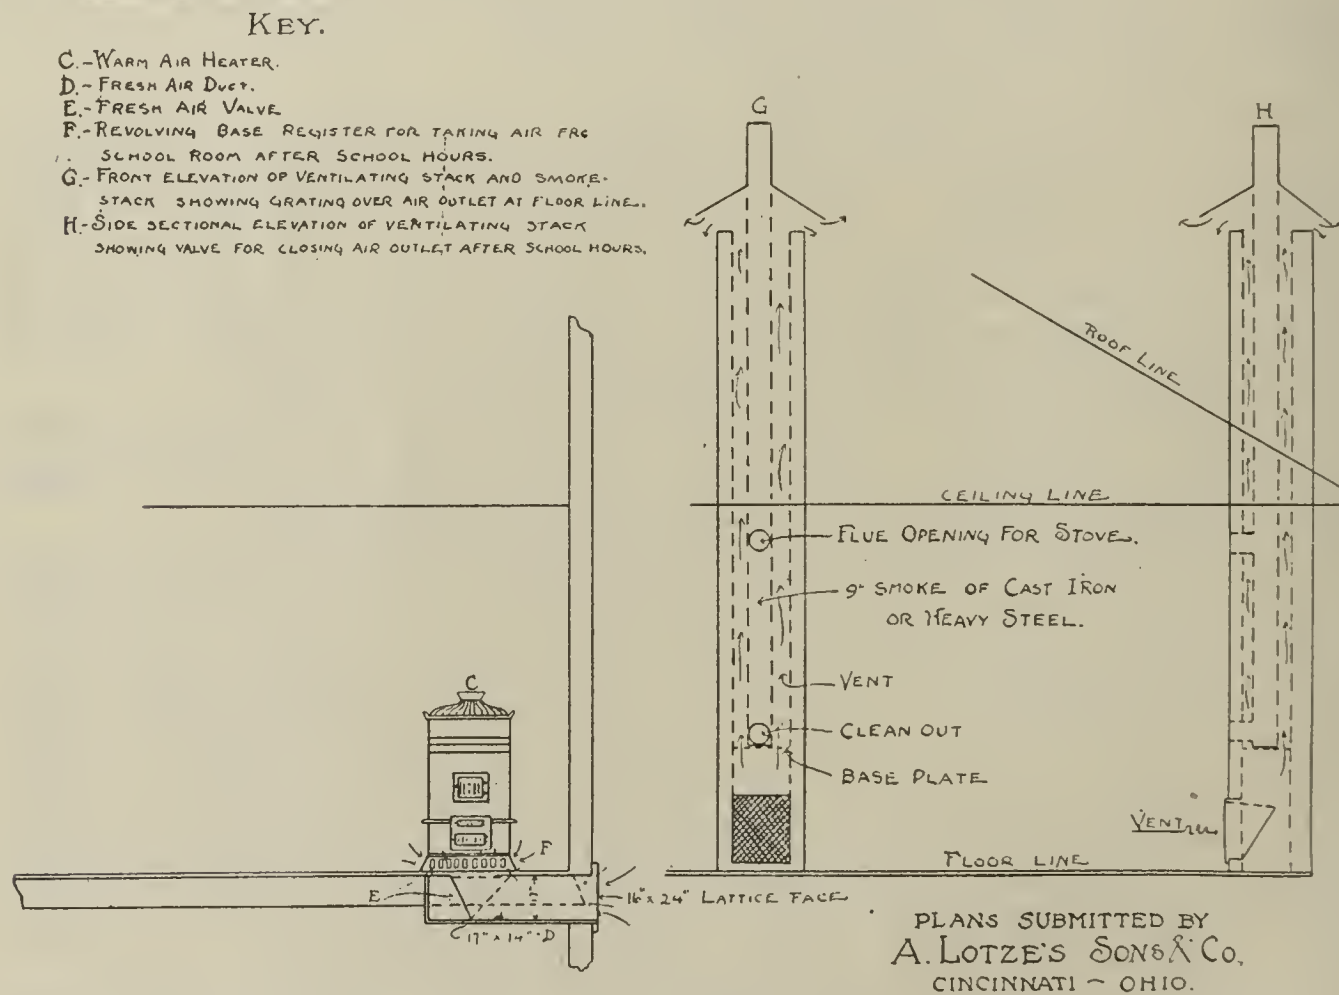 KEY.
C.-WARM AIR HEATER.
D.-FRESH AIR DUCT.
E.-FRESH AIR VALVE
F.-REVOLVING BASE REGISTER FOR TAKING AIR FRO
SCHOOL ROOM AFTER SCHOOL HOURS.
G.-FRONT ELEVATION OF VENTILATING STACK AND SMOKE-
STACK SHOWING GRATING OVER AIR OUTLET AT FLOOR LINE.
H.-SIDE SECTIONAL ELEVATION OF VENTILATING STACK
SHOWING VALVE FOR CLOSING AIR OUTLET AFTER SCHOOL HOURS.
G
H
ROOF LINE
CEILING LINE
FLUE OPENING FOR STOVE.
9" SMOKE OF CAST IRON
OR HEAVY STEEL.
C
VENT
CLEAN OUT
BASE PLATE
VENT
F
FLOOR LINE
E
16" x 24" LATTICE FACE
17" x 14" D
PLANS SUBMITTED BY
A. LOTZE'S SONS & CO,
CINCINNATI ~ OHIO.